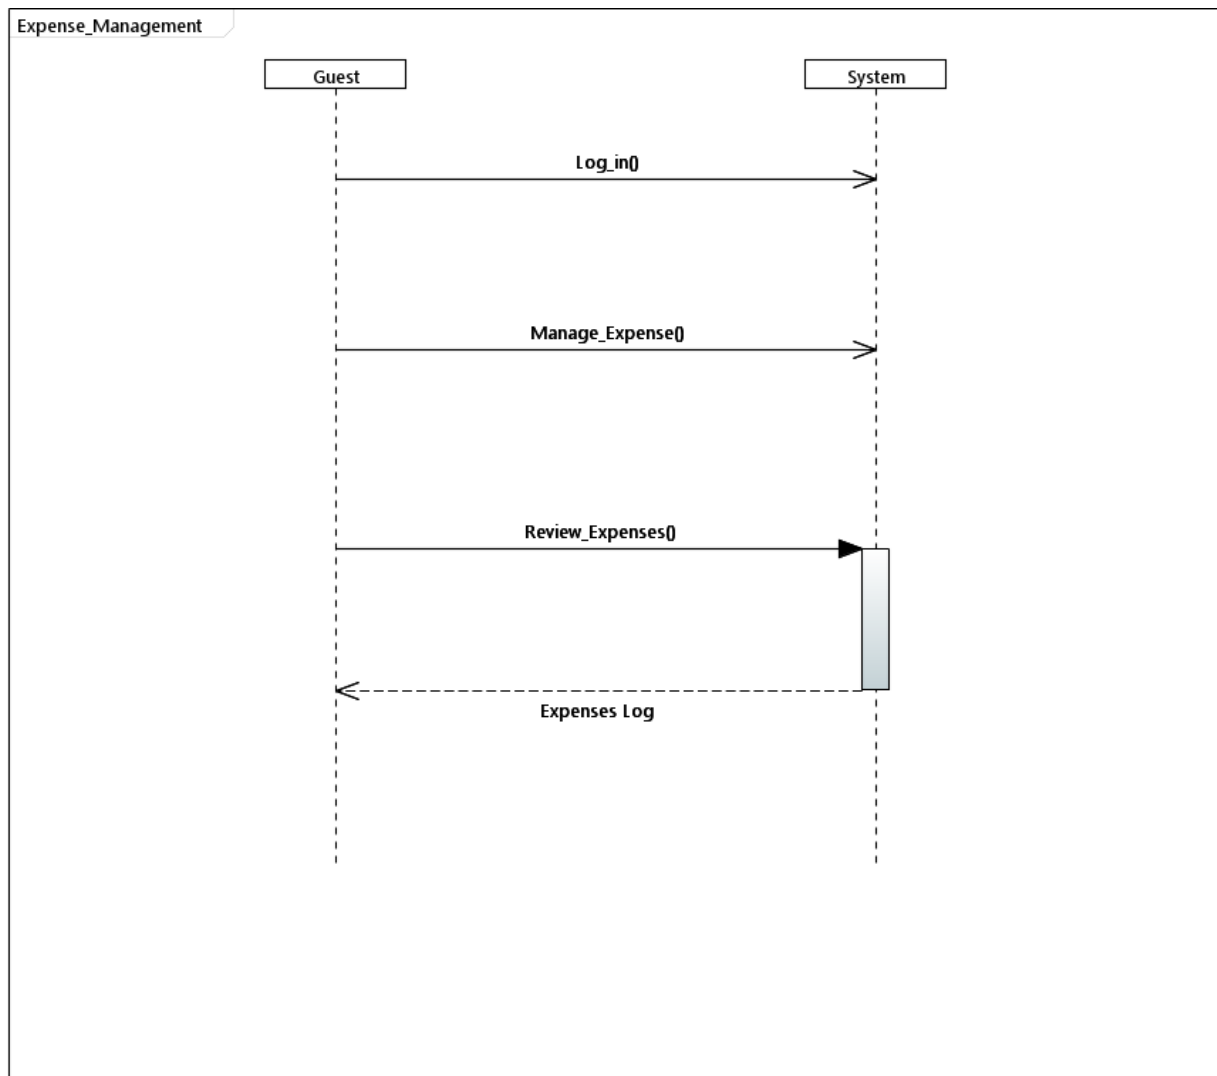 Expense_Management
Guest
System
Log_in()
Manage_Expense()
Review_Expenses()
Expenses Log